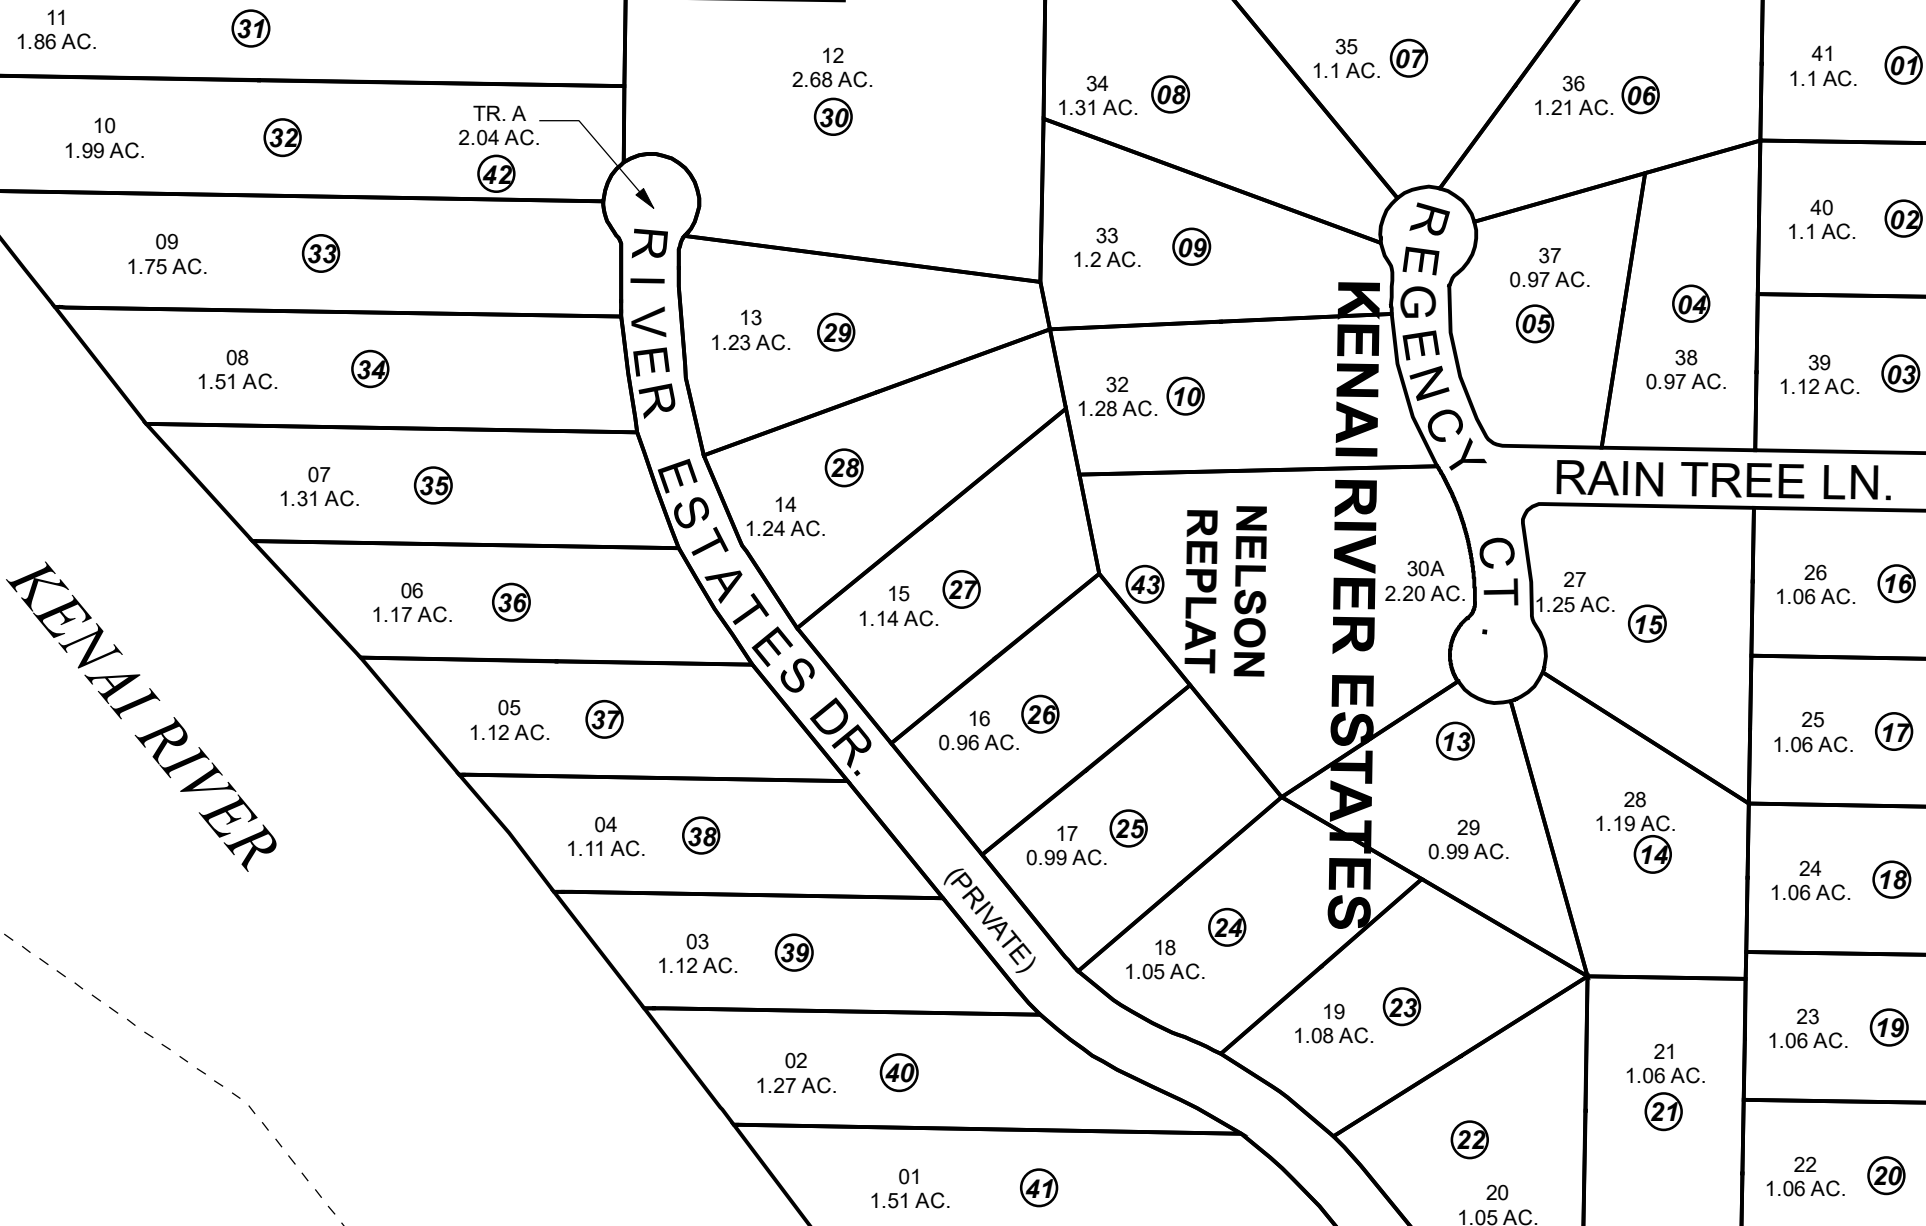 11
1.86 AC.
31
10
1.99 AC.
32
TR. A
2.04 AC.
42
09
1.75 AC.
33
08
1.51 AC.
34
07
1.31 AC.
35
06
1.17 AC.
36
05
1.12 AC.
37
04
1.11 AC.
38
03
1.12 AC.
39
02
1.27 AC.
40
01
1.51 AC.
41
KENAI RIVER
RIVER ESTATES DR.
(PRIVATE)
12
2.68 AC.
30
13
1.23 AC.
29
14
1.24 AC.
28
15
1.14 AC.
27
16
0.96 AC.
26
17
0.99 AC.
25
18
1.05 AC.
24
19
1.08 AC.
23
22
20
1.05 AC.
34
1.31 AC.
08
35
1.1 AC.
07
36
1.21 AC.
06
33
1.2 AC.
09
32
1.28 AC.
10
37
0.97 AC.
05
04
38
0.97 AC.
REGENCY CT.
RAIN TREE LN.
KENAI RIVER ESTATES
NELSON
REPLAT
43
30A
2.20 AC.
27
1.25 AC.
15
13
29
0.99 AC.
28
1.19 AC.
14
21
1.06 AC.
21
41
1.1 AC.
01
40
1.1 AC.
02
39
1.12 AC.
03
26
1.06 AC.
16
25
1.06 AC.
17
24
1.06 AC.
18
23
1.06 AC.
19
22
1.06 AC.
20